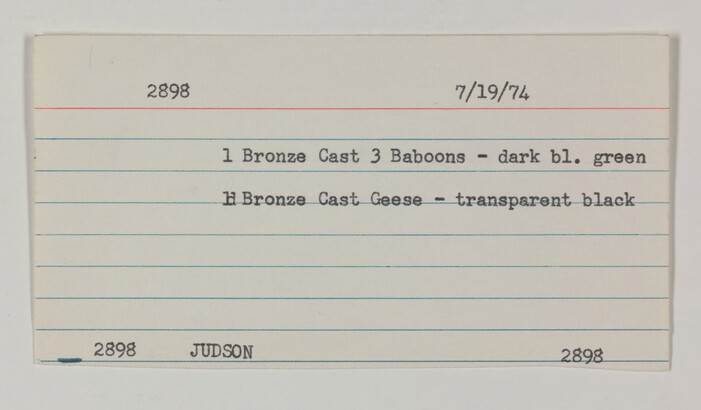 2898 7/19/74
1 Bronze Cast 3 Baboons - dark bl. green
1 Bronze Cast Geese - transparent black
2898 JUDSON 2898